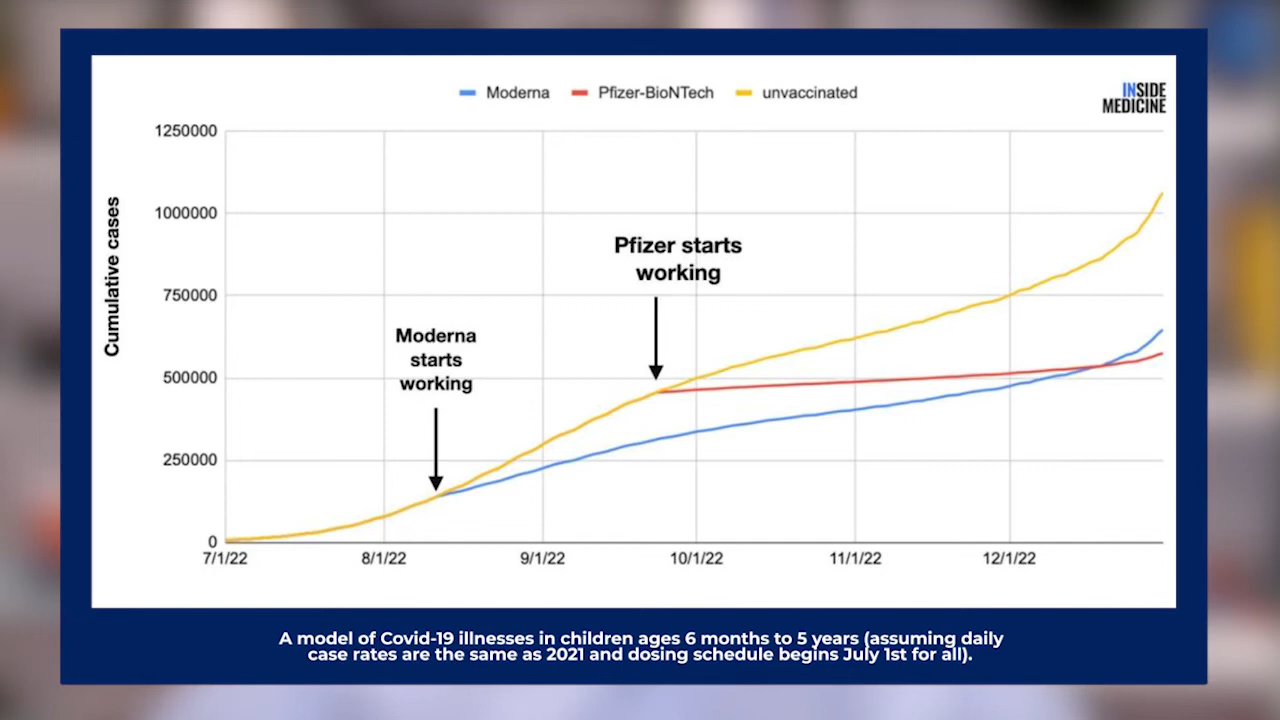 Moderna
Pfizer-BioNTech
unvaccinated
INSIDE
MEDICINE
Cumulative cases
1250000
1000000
750000
500000
250000
0
Pfizer starts
working
Moderna
starts
working
7/1/22
8/1/22
9/1/22
10/1/22
11/1/22
12/1/22
A model of Covid-19 illnesses in children ages 6 months to 5 years (assuming daily
case rates are the same as 2021 and dosing schedule begins July 1st for all).